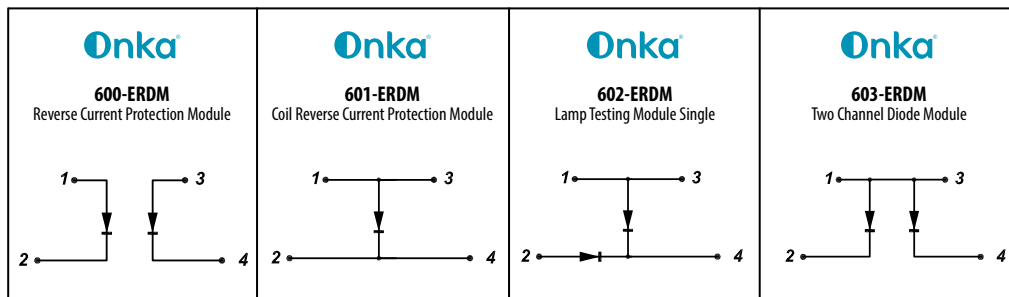 Onka®
600-ERDM
Reverse Current Protection Module
1
3
2
4
Onka®
601-ERDM
Coil Reverse Current Protection Module
1
3
2
4
Onka®
602-ERDM
Lamp Testing Module Single
1
3
2
4
Onka®
603-ERDM
Two Channel Diode Module
1
3
2
4